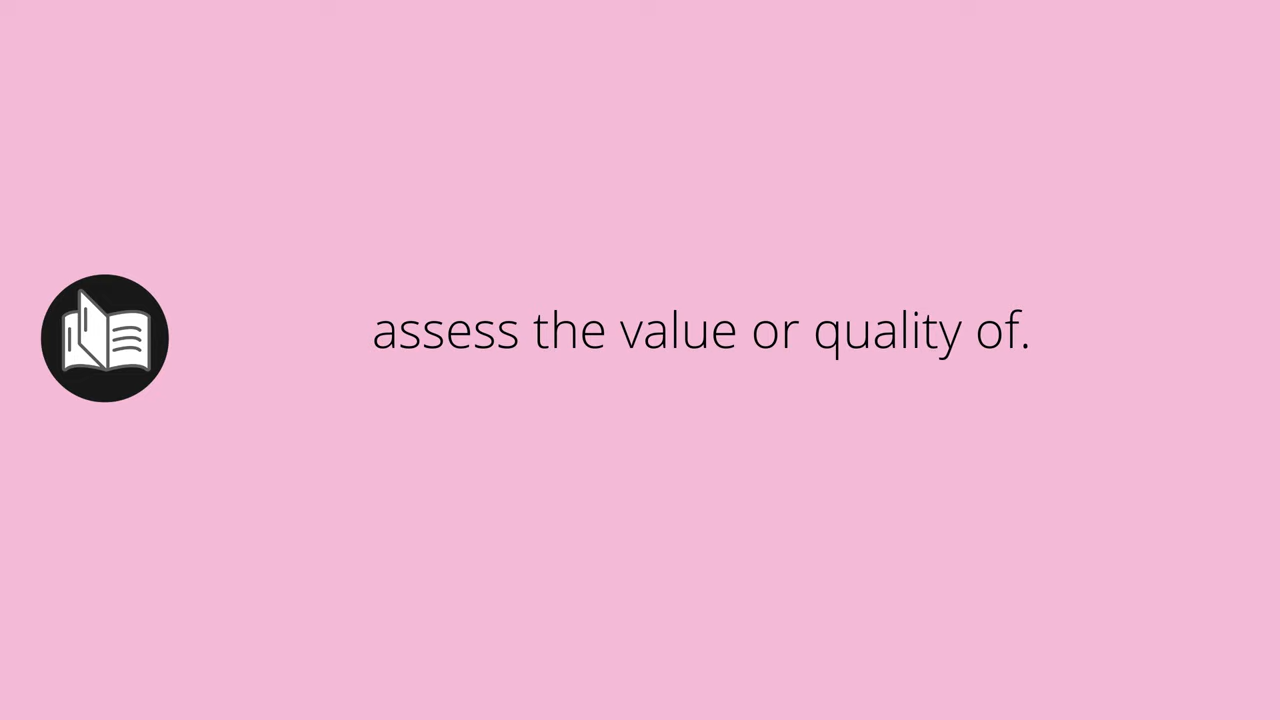 assess the value or quality of.